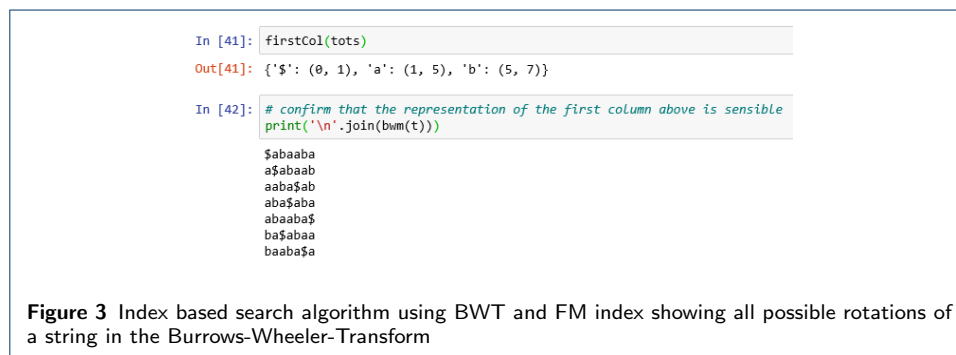 In [41]: firstCol(tots)
Out[41]: {'$': (0, 1), 'a': (1, 5), 'b': (5, 7)}
In [42]: # confirm that the representation of the first column above is sensible
print('\n'.join(bwm(t)))
$abaaba
a$abaab
aaba$ab
aba$aba
abaaba$
ba$abaa
baaba$a
Figure 3 Index based search algorithm using BWT and FM index showing all possible rotations of
a string in the Burrows-Wheeler-Transform